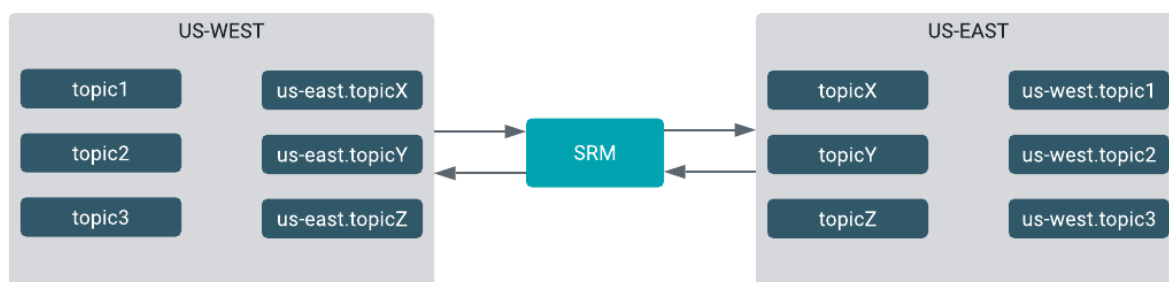 US-WEST
topic1
us-east.topicX
topic2
us-east.topicY
topic3
us-east.topicZ
SRM
US-EAST
topicX
us-west.topic1
topicY
us-west.topic2
topicZ
us-west.topic3